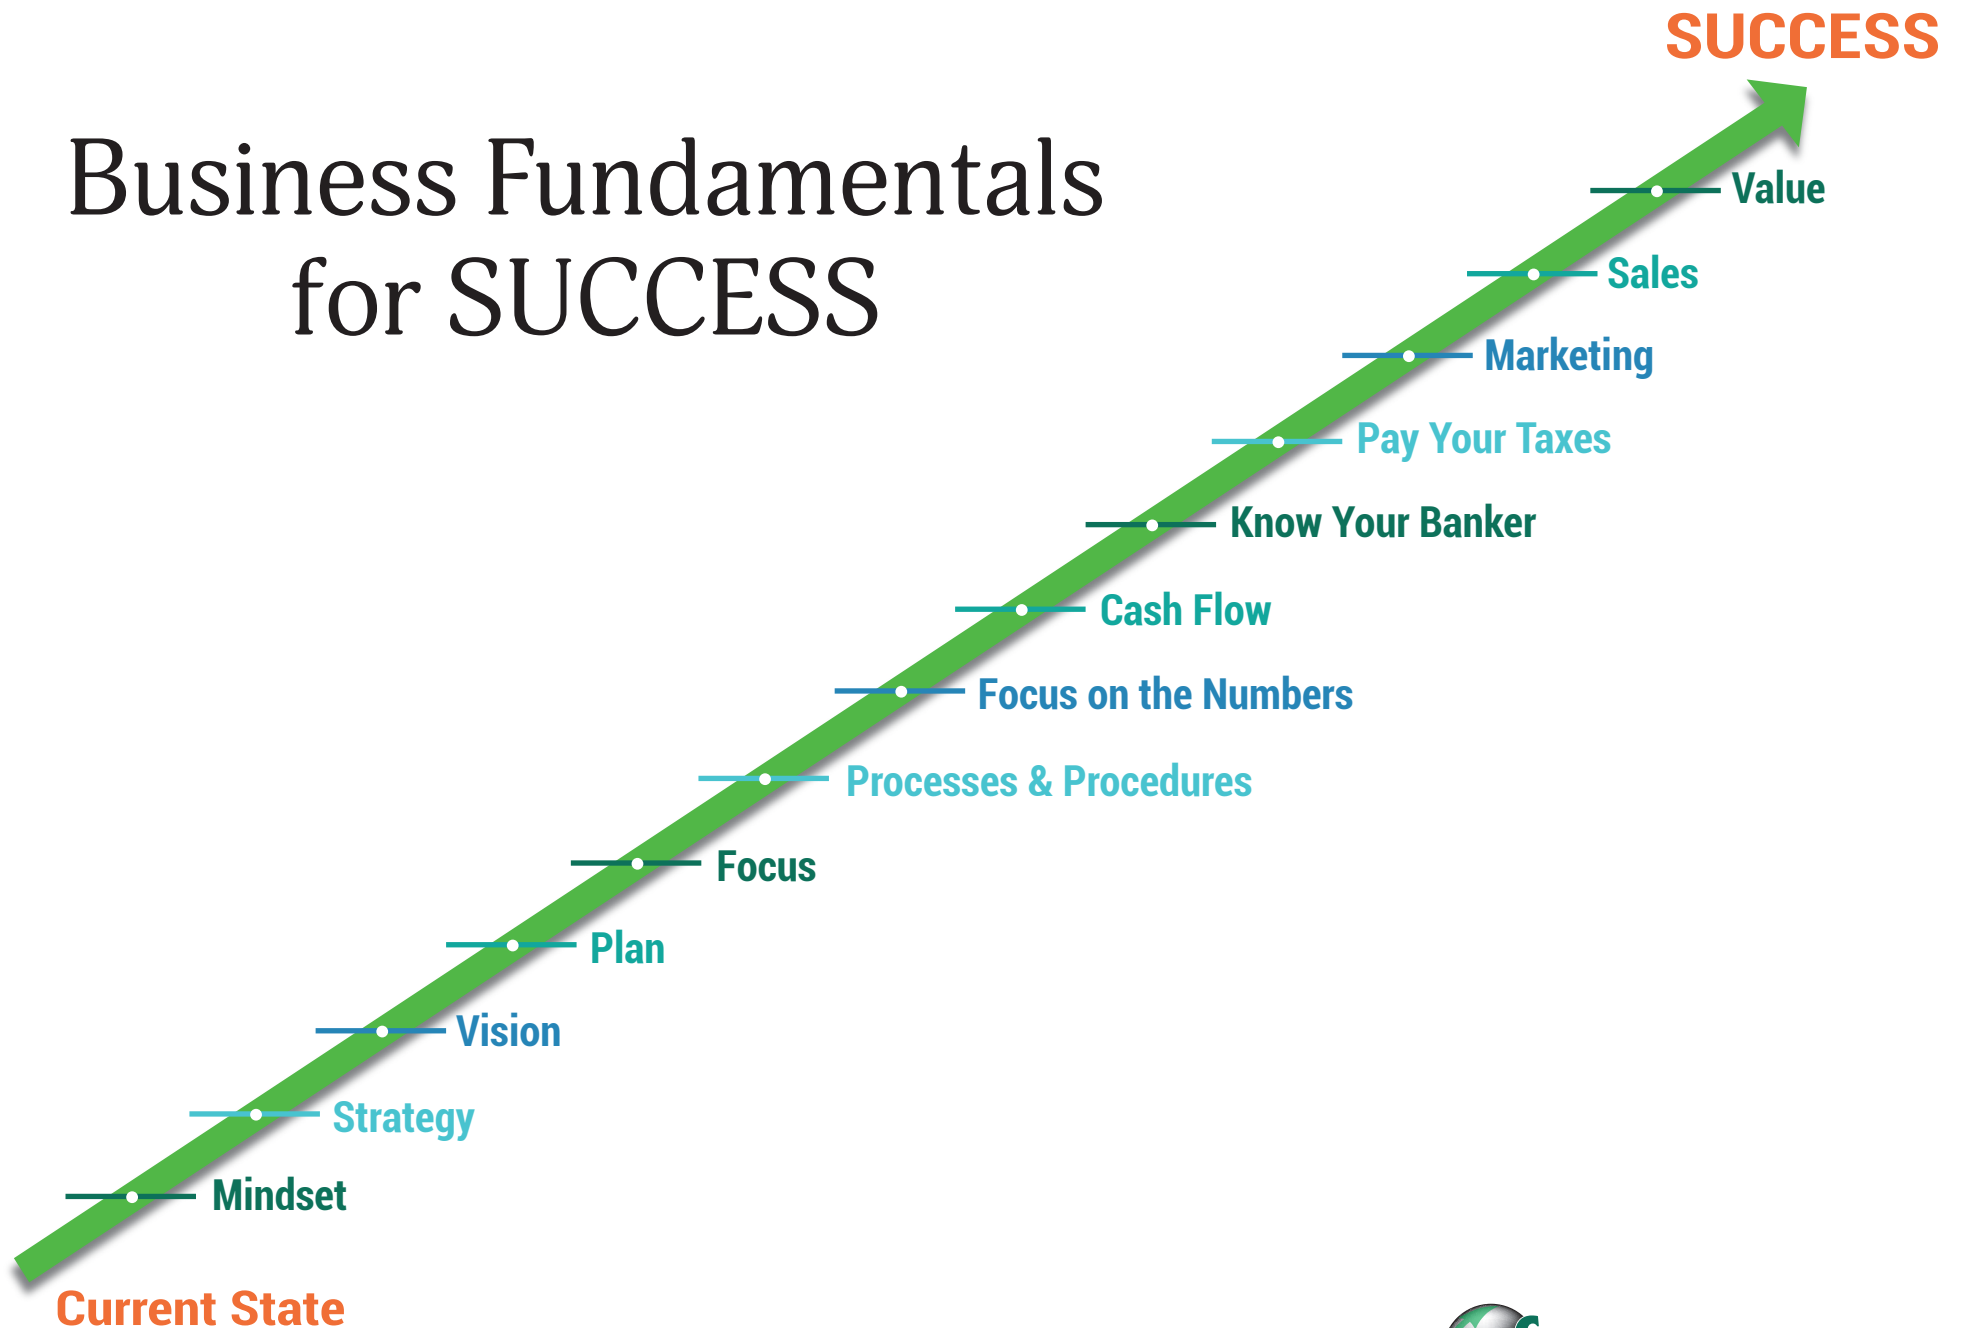 SUCCESS
Business Fundamentals
for SUCCESS
Value
Sales
Marketing
Pay Your Taxes
Know Your Banker
Cash Flow
Focus on the Numbers
Processes & Procedures
Focus
Plan
Vision
Strategy
Mindset
Current State